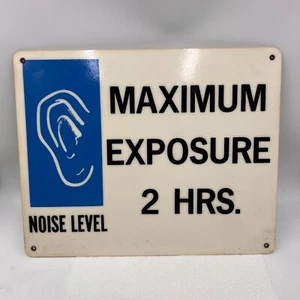 MAXIMUM
EXPOSURE
2 HRS.
NOISE LEVEL